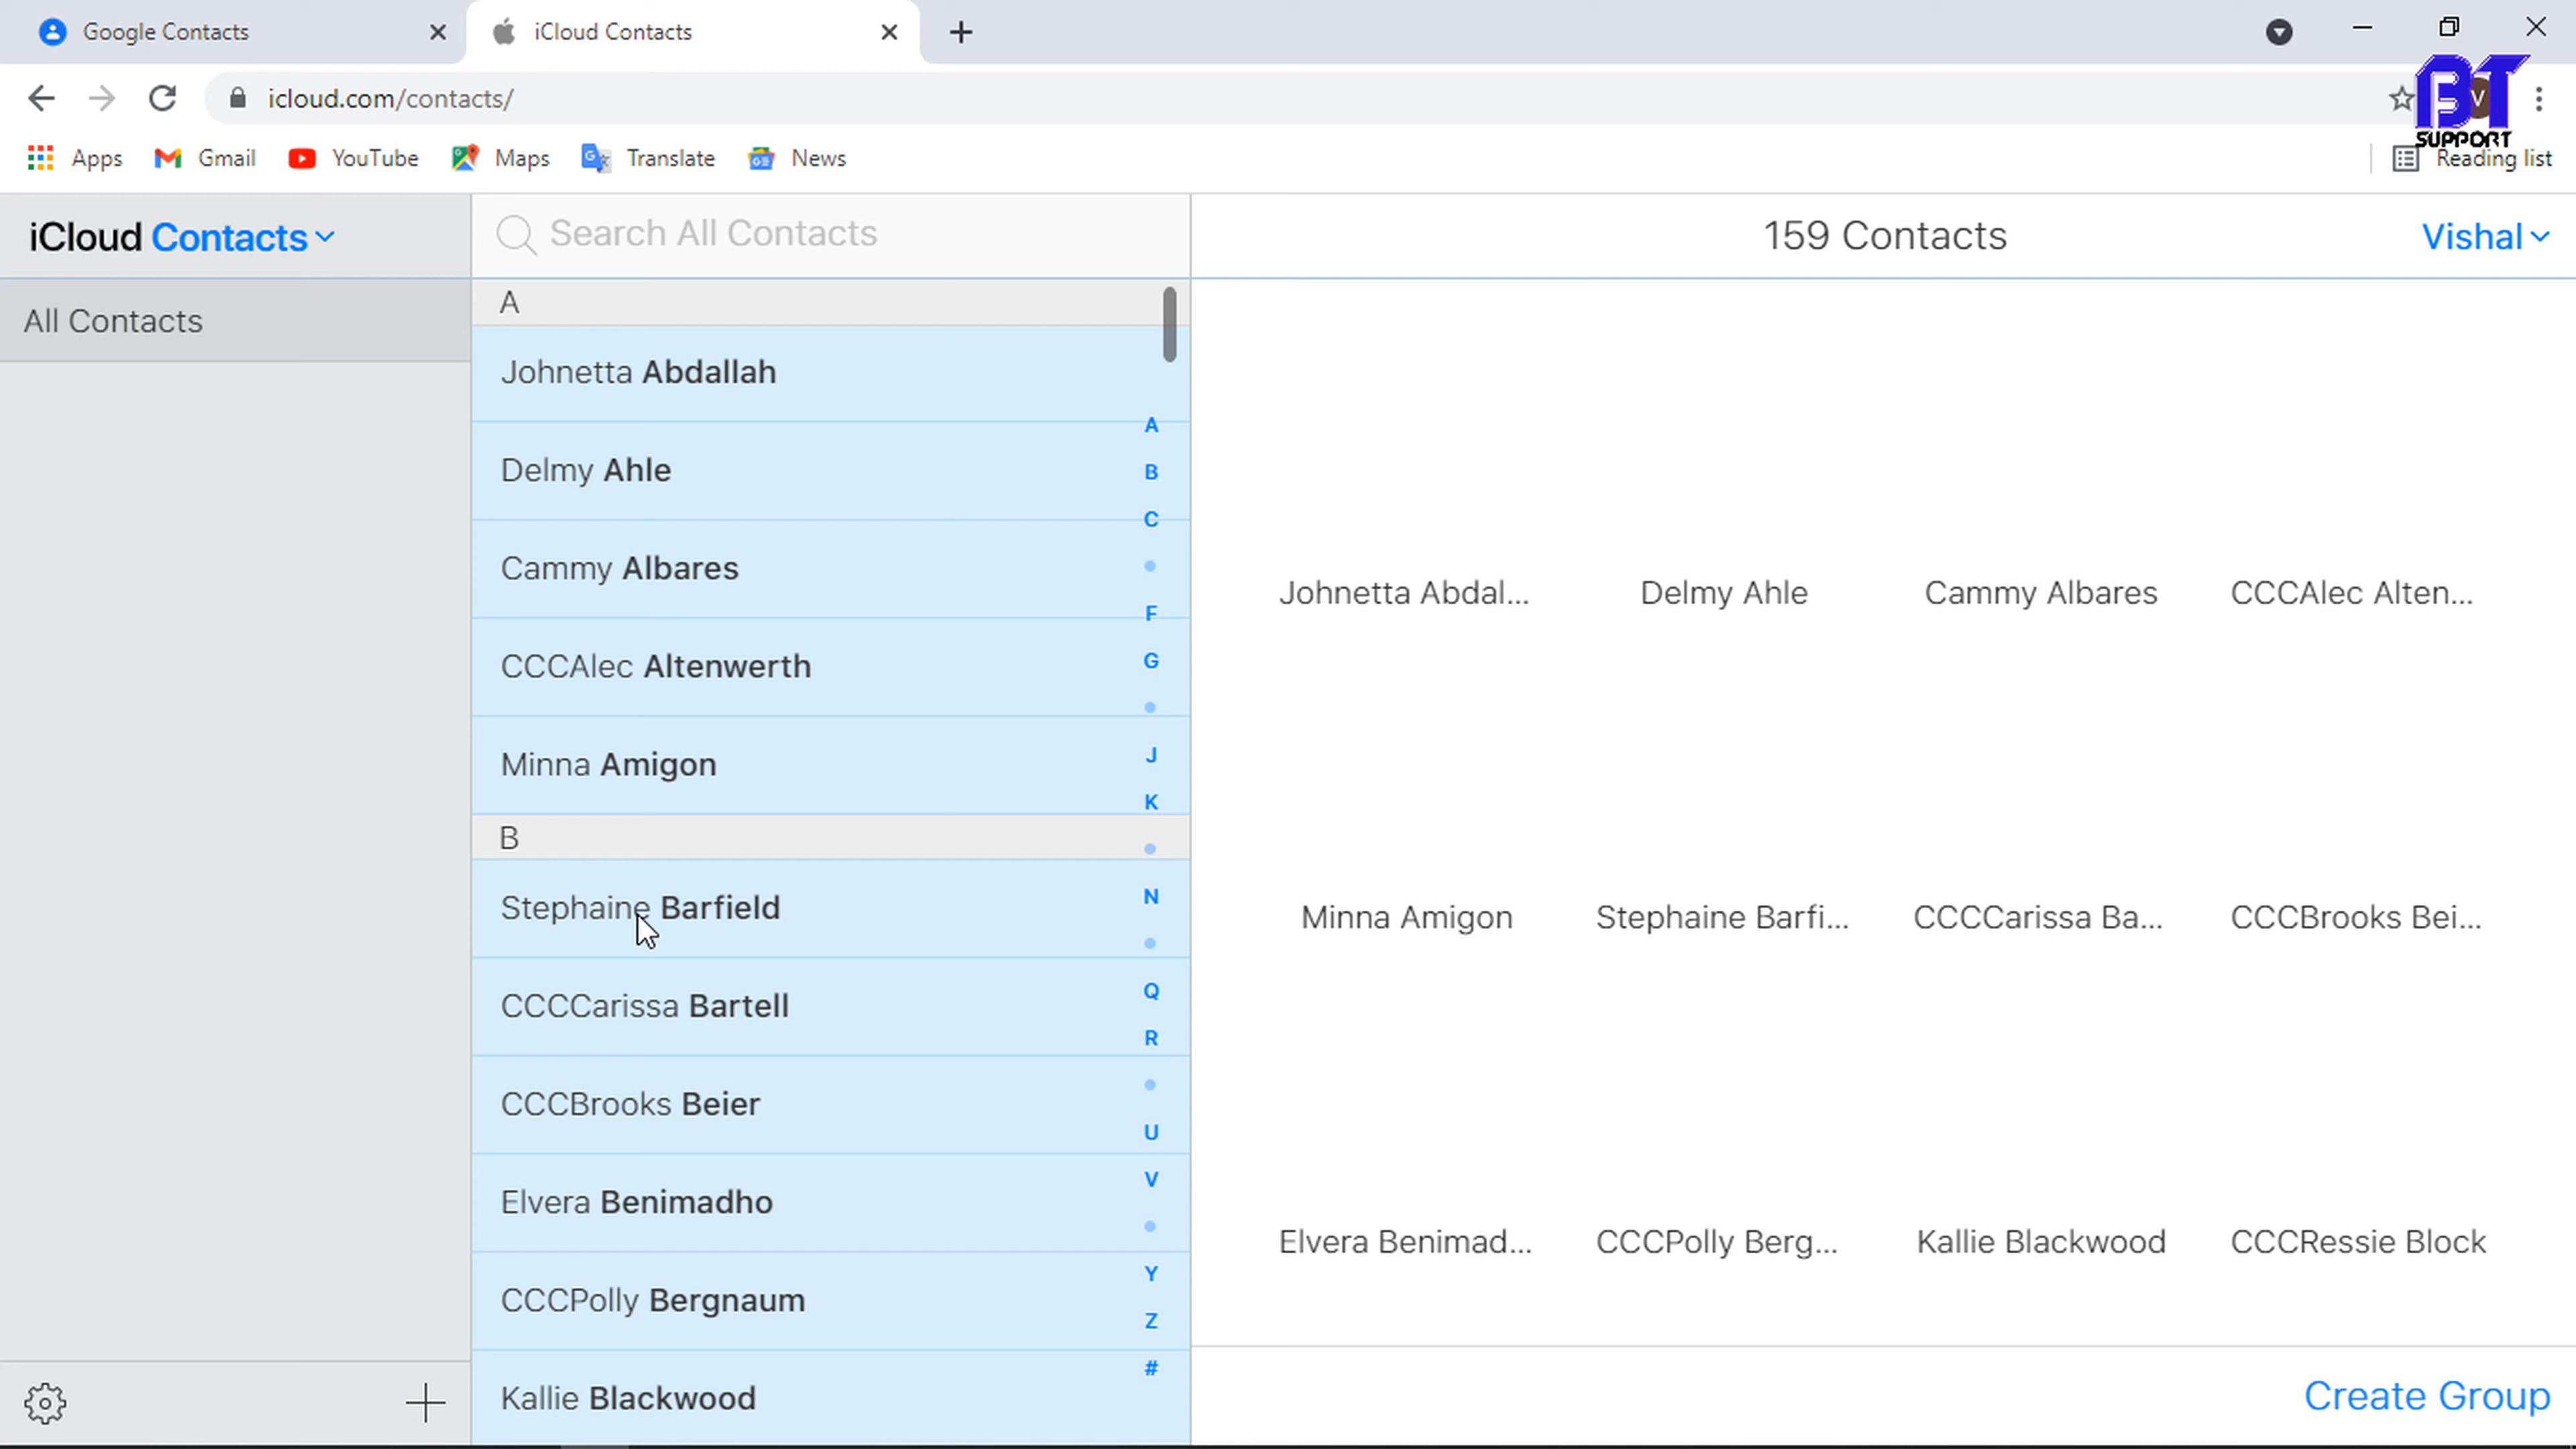 Google Contacts
iCloud Contacts
icloud.com/contacts/
V
BT
SUPPORT
Apps
Gmail
YouTube
Maps
Translate
News
Reading list
iCloud Contacts
Search All Contacts
159 Contacts
Vishal
All Contacts
A
Johnetta Abdallah
Delmy Ahle
Cammy Albares
CCCAlec Altenwerth
Minna Amigon
B
Stephaine Barfield
CCCCarissa Bartell
CCCBrooks Beier
Elvera Benimadho
CCCPolly Bergnaum
Kallie Blackwood
A
B
C
F
G
J
K
N
Q
R
U
V
Y
Z
#
Johnetta Abdal...
Delmy Ahle
Cammy Albares
CCCAlec Alten...
Minna Amigon
Stephaine Barfi...
CCCCarissa Ba...
CCCBrooks Bei...
Elvera Benimad...
CCCPolly Berg...
Kallie Blackwood
CCCRessie Block
Create Group